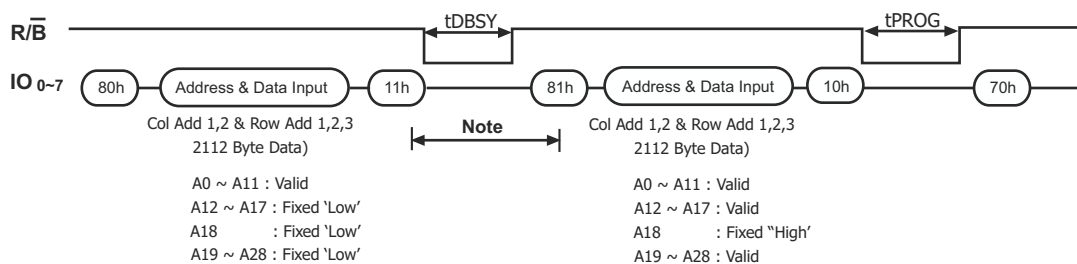 tDBSY
tPROG
R/B
IO 0~7
80h
Address & Data Input
11h
81h
Address & Data Input
10h
70h
Note
Col Add 1,2 & Row Add 1,2,3
2112 Byte Data)
A0 ~ A11 : Valid
A12 ~ A17 : Fixed ‘Low’
A18 : Fixed ‘Low’
A19 ~ A28 : Fixed ‘Low’
Col Add 1,2 & Row Add 1,2,3
2112 Byte Data)
A0 ~ A11 : Valid
A12 ~ A17 : Valid
A18 : Fixed “High’
A19 ~ A28 : Valid